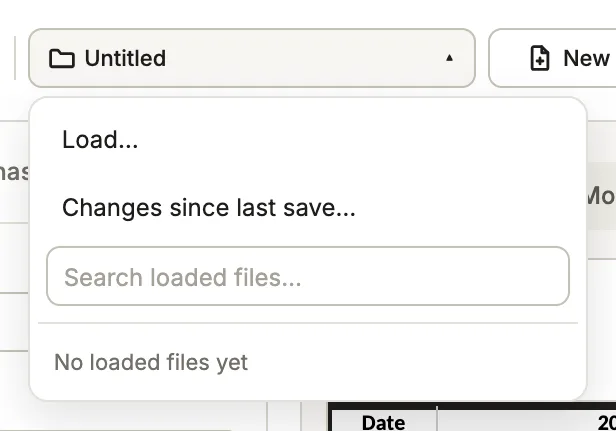 Untitled
New
Load...
Changes since last save...
Search loaded files...
No loaded files yet
Date